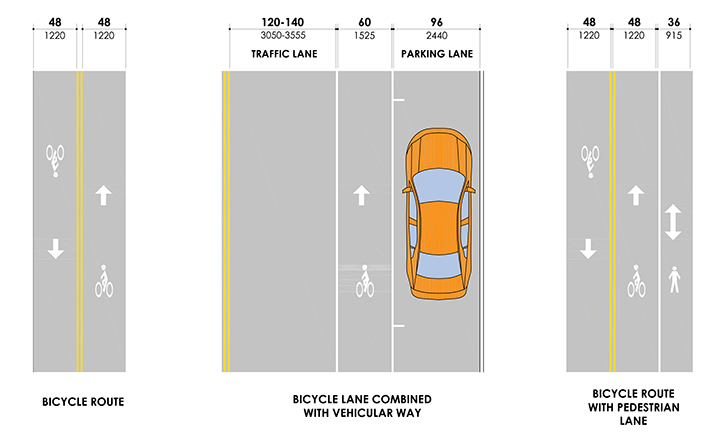 48 48
1220 1220
BICYCLE ROUTE
120-140 60 96
3050-3555 1525 2440
TRAFFIC LANE PARKING LANE
BICYCLE LANE COMBINED
WITH VEHICULAR WAY
48 48 36
1220 1220 915
BICYCLE ROUTE
WITH PEDESTRIAN
LANE